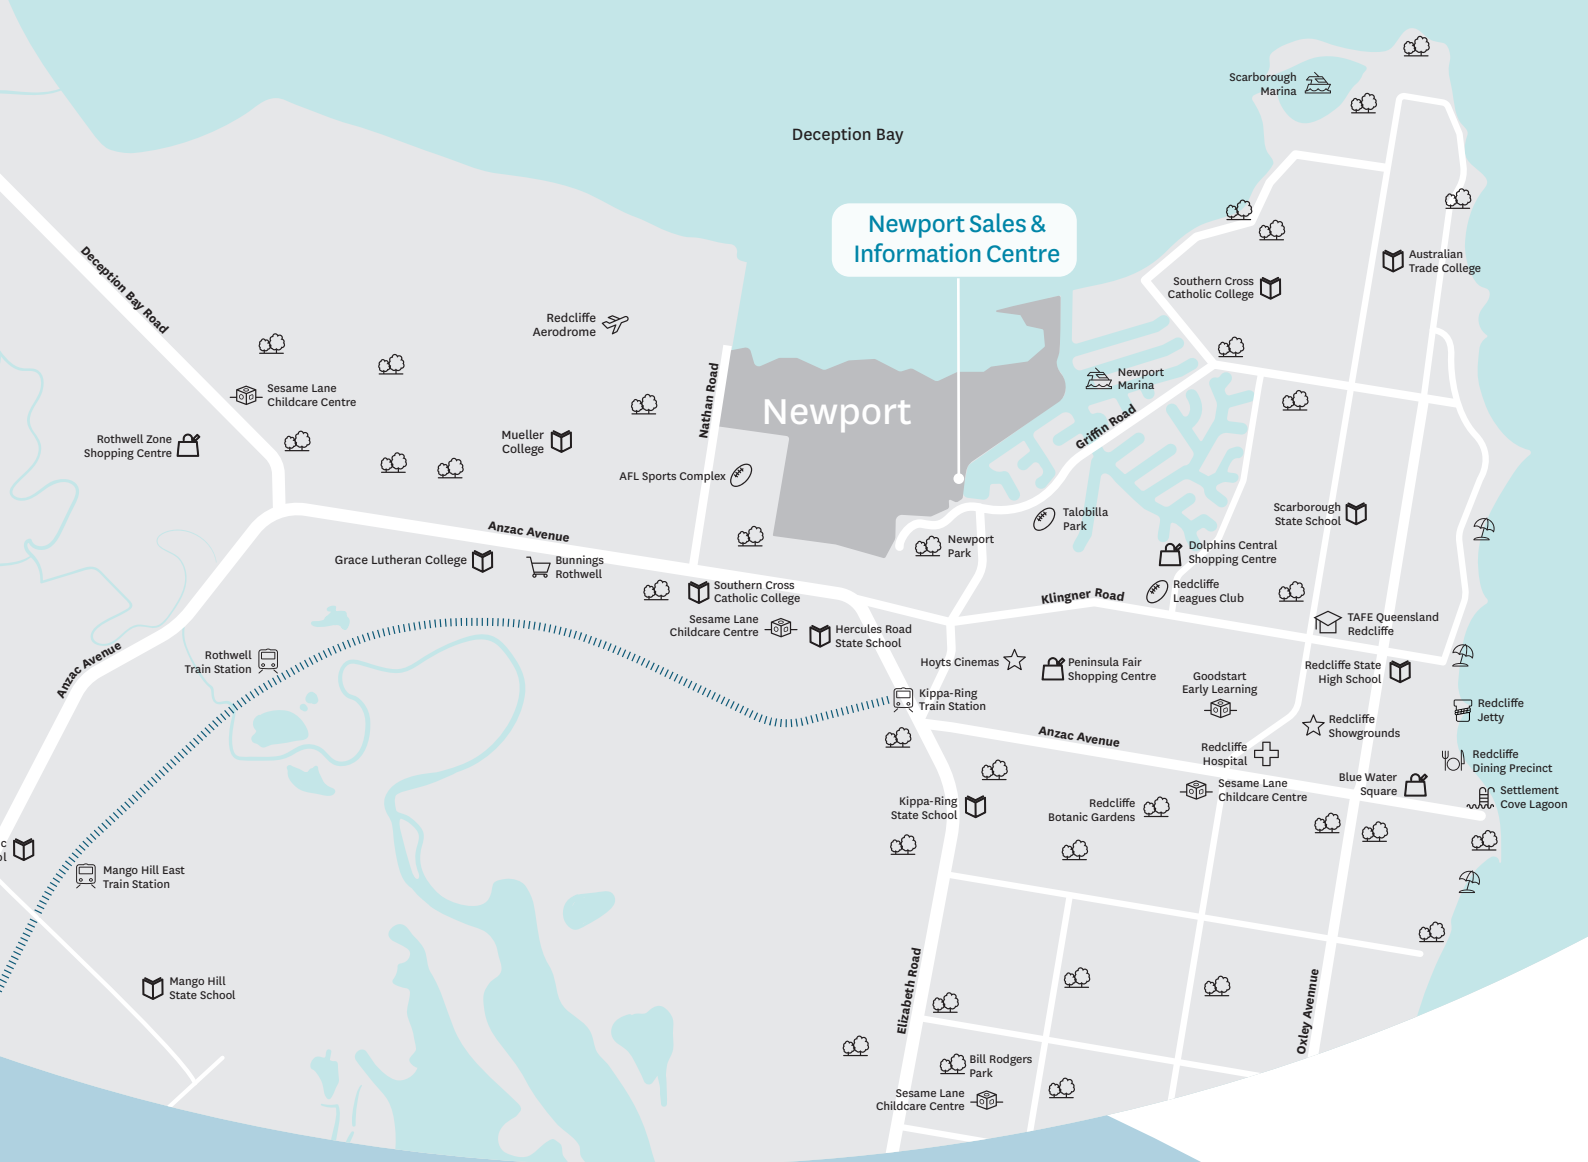 Scarborough
Marina
Deception Bay
Newport Sales &
Information Centre
Australian
Trade College
Southern Cross
Catholic College
Deception Bay Road
Redcliffe
Aerodrome
Newport
Marina
Sesame Lane
Childcare Centre
Nathan Road
Newport
Griffin Road
Rothwell Zone
Shopping Centre
Mueller
College
AFL Sports Complex
Scarborough
State School
Talobilla
Park
Anzac Avenue
Newport
Park
Dolphins Central
Shopping Centre
Grace Lutheran College
Bunnings
Rothwell
Southern Cross
Catholic College
Klingner Road
Redcliffe
Leagues Club
Sesame Lane
Childcare Centre
Hercules Road
State School
TAFE Queensland
Redcliffe
Anzac Avenue
Rothwell
Train Station
Hoyts Cinemas
Peninsula Fair
Shopping Centre
Goodstart
Early Learning
Redcliffe State
High School
Kippa-Ring
Train Station
Redcliffe
Jetty
Anzac Avenue
Redcliffe
Showgrounds
Redcliffe
Hospital
Redcliffe
Dining Precinct
Blue Water
Square
Sesame Lane
Childcare Centre
Settlement
Cove Lagoon
Kippa-Ring
State School
Redcliffe
Botanic Gardens
c
ol
Mango Hill East
Train Station
Mango Hill
State School
Elizabeth Road
Oxley Avennue
Bill Rodgers
Park
Sesame Lane
Childcare Centre